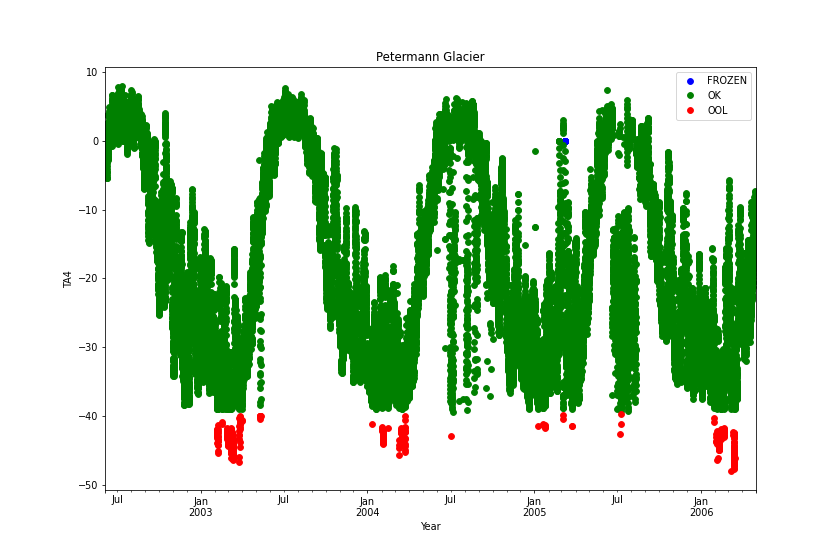 Petermann Glacier
FROZEN
OK
OOL
10
0
−10
−20
−30
−40
−50
TA4
Jul
Jan
2003
Jul
Jan
2004
Jul
Jan
2005
Jul
Jan
2006
Year